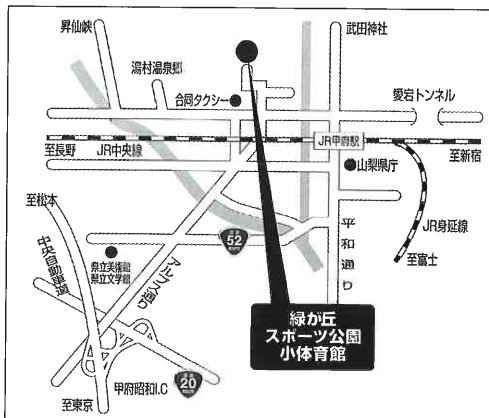 昇仙峡
武田神社
湯村温泉郷
合同タクシー
愛岩トンネル
JR甲府駅
至長野
JR中央線
至新宿
山梨県庁
至松本
JR身延線
国道
52
平和通り
中央自動車道
県立美術館
県立文学館
アルプス通り
至富士
緑が丘
スポーツ公園
小体育館
甲府昭和I.C
国道
20
至東京